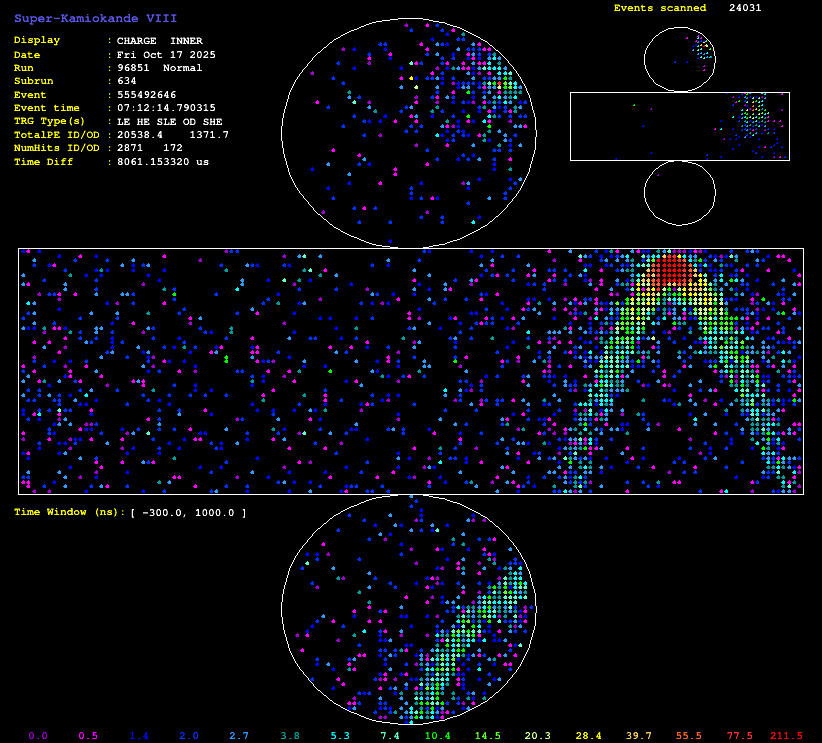 Super-Kamiokande VIII
Events scanned 24031
Display : CHARGE INNER
Date : Fri Oct 17 2025
Run : 96851 Normal
Subrun : 634
Event : 555492646
Event time : 07:12:14.790315
TRG Type(s) : LE HE SLE OD SHE
TotalPE ID/OD : 20538.4 1371.7
NumHits ID/OD : 2871 172
Time Diff : 8061.153320 us
Time Window (ns): [ -300.0, 1000.0 ]
0.0 0.5 1.4 2.0 2.7 3.8 5.3 7.4 10.4 14.5 20.3 28.4 39.7 55.5 77.5 211.5